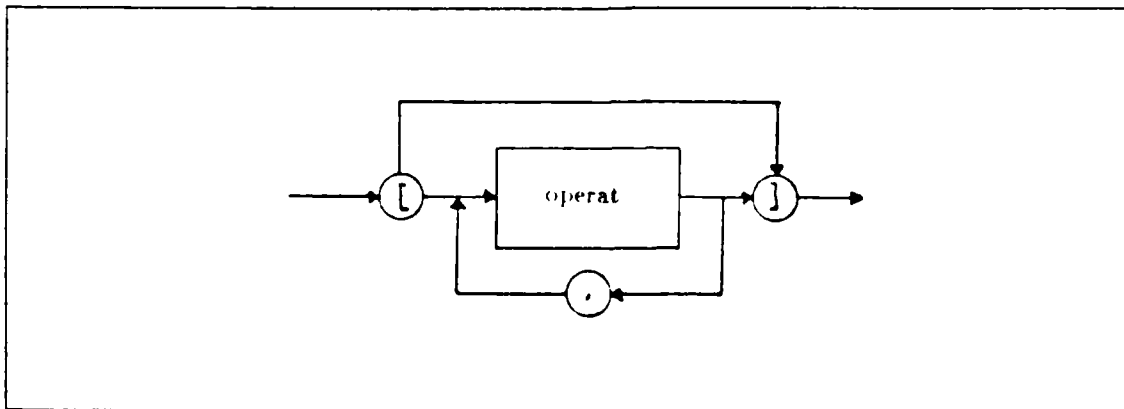 [
operat
]
,